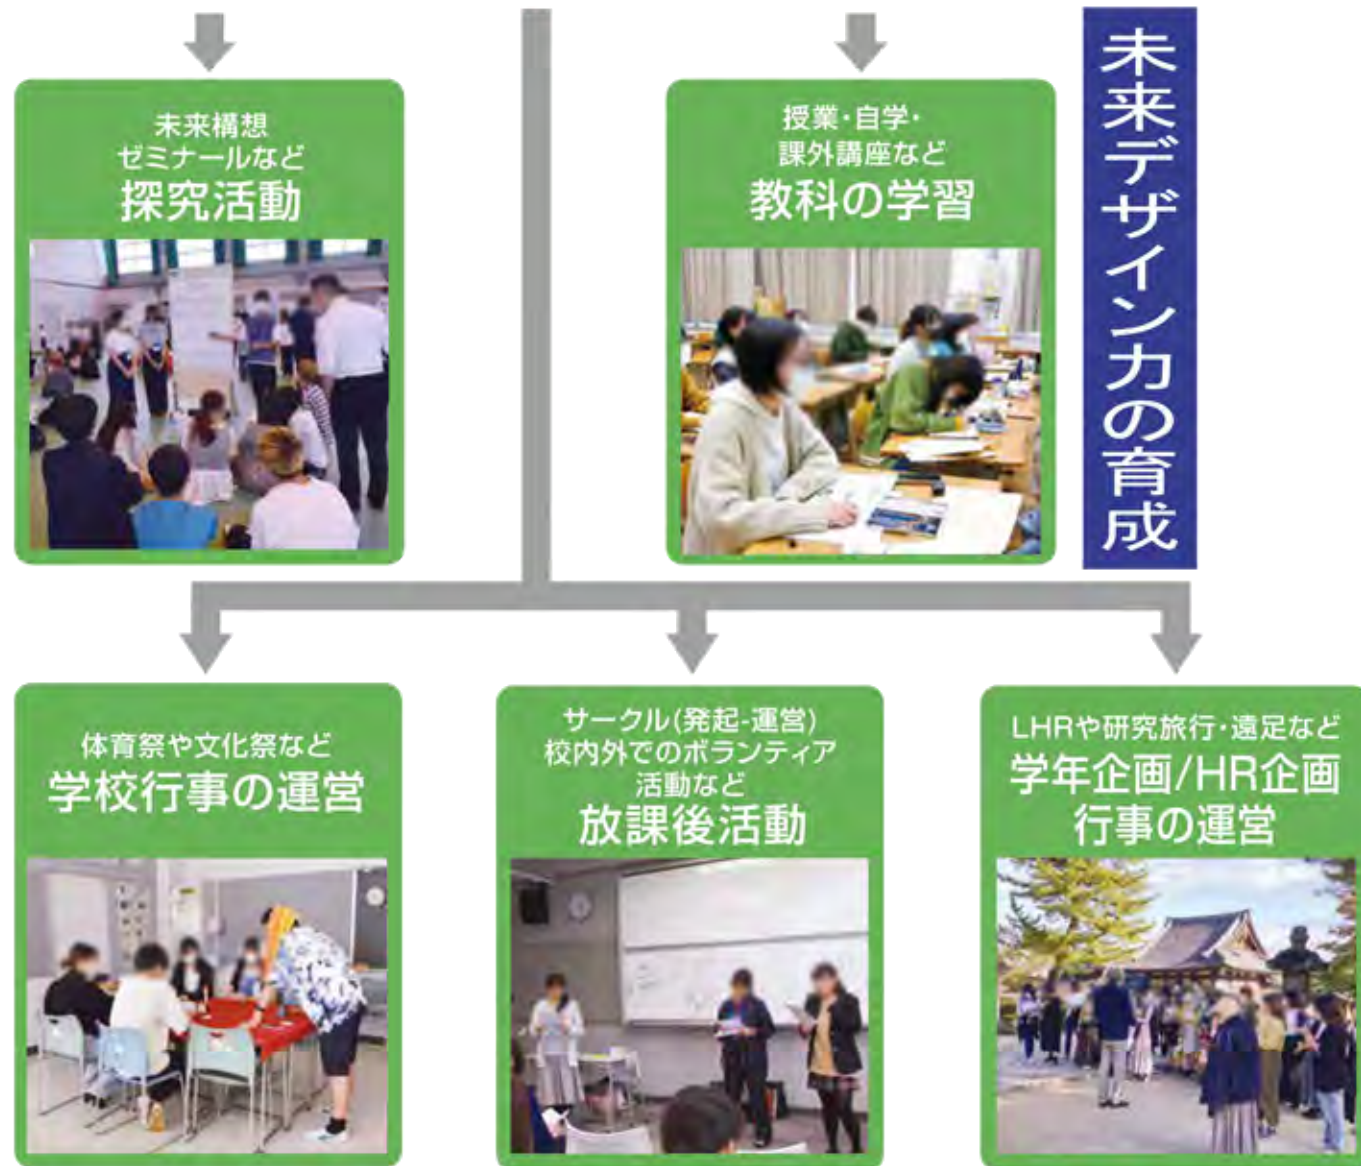 未来構想
ゼミナールなど
探究活動
授業・自学・
課外講座など
教科の学習
未来デザイン力の育成
体育祭や文化祭など
学校行事の運営
サークル(発起-運営)
校内外でのボランティア
活動など
放課後活動
LHRや研究旅行・遠足など
学年企画/HR企画
行事の運営